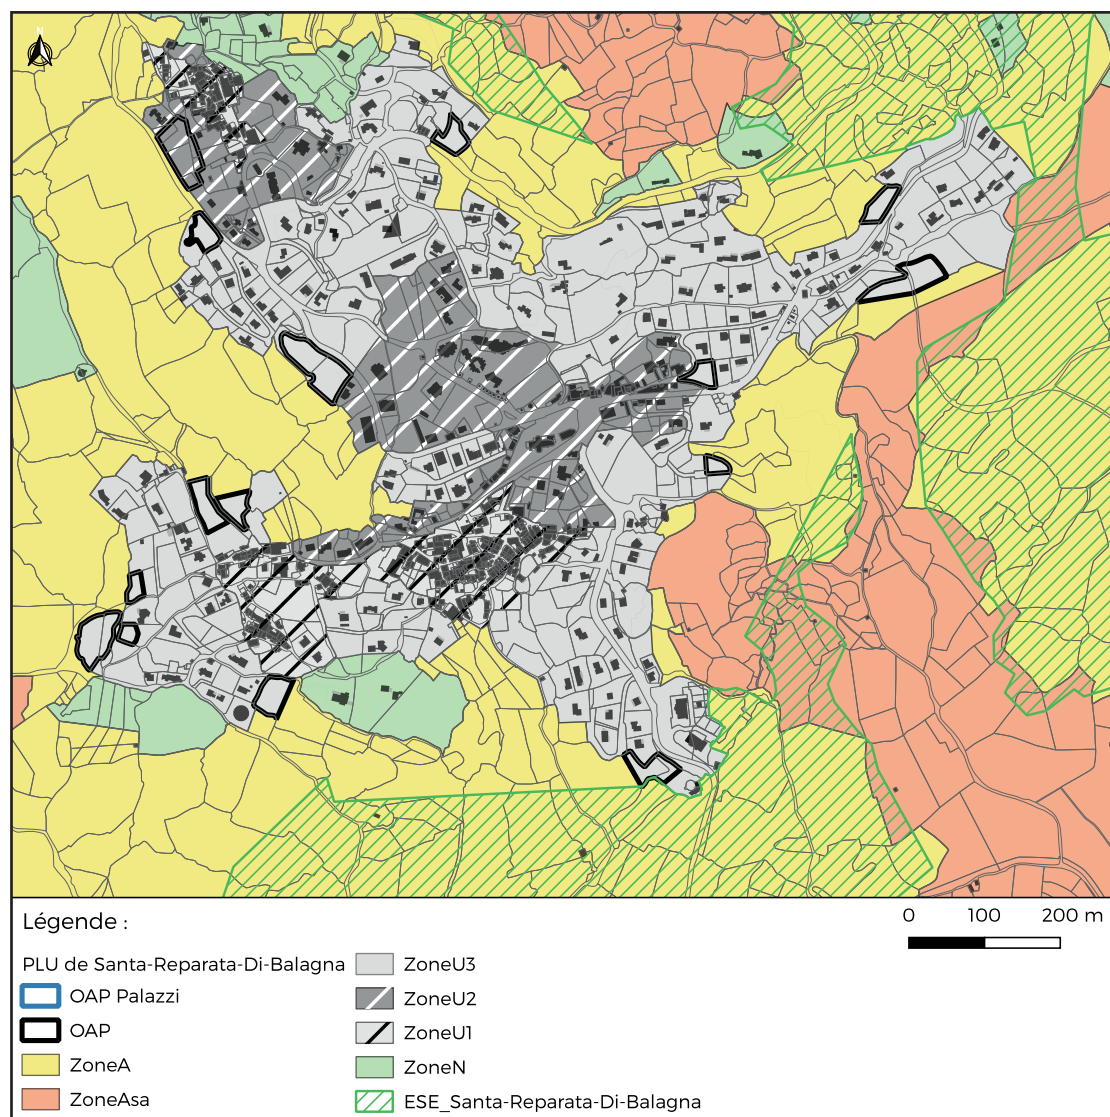 N
Légende :
0 100 200 m
PLU de Santa-Reparata-Di-Balagna
OAP Palazzi
OAP
ZoneA
ZoneAsa
ZoneU3
ZoneU2
ZoneU1
ZoneN
ESE_Santa-Reparata-Di-Balagna